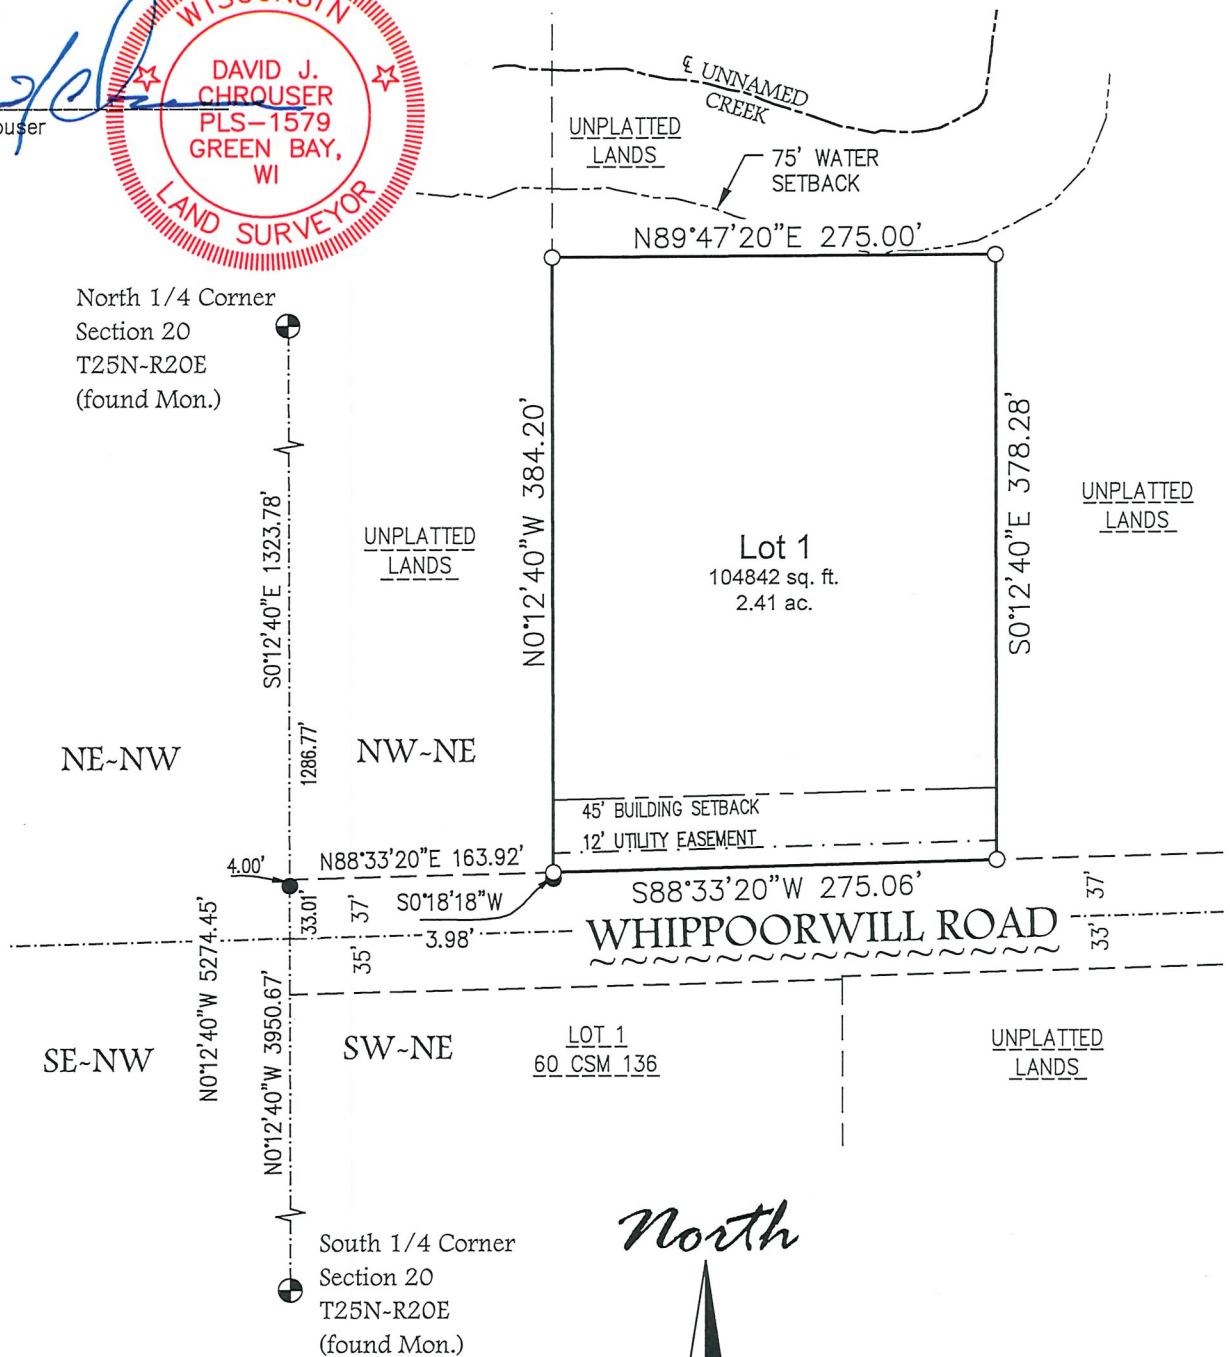 WISCONSIN
DAVID J.
CHROUSER
PLS-1579
GREEN BAY,
WI
LAND SURVEYOR
℄ UNNAMED
CREEK
UNPLATTED
LANDS
75' WATER
SETBACK
N89°47'20"E 275.00'
North 1/4 Corner
Section 20
T25N~R20E
(found Mon.)
S0°12'40"E 1323.78'
1286.77'
UNPLATTED
LANDS
N0°12'40"W 384.20'
Lot 1
104842 sq. ft.
2.41 ac.
S0°12'40"E 378.28'
UNPLATTED
LANDS
NE~NW
NW~NE
45' BUILDING SETBACK
12' UTILITY EASEMENT
4.00'
N88°33'20"E 163.92'
S0°18'18"W
3.98'
S88°33'20"W 275.06'
33.01'
37'
35'
WHIPPOORWILL ROAD
37'
33'
N0°12'40"W 5274.45'
N0°12'40"W 3950.67'
SE~NW
SW~NE
LOT 1
60 CSM 136
UNPLATTED
LANDS
North
South 1/4 Corner
Section 20
T25N~R20E
(found Mon.)